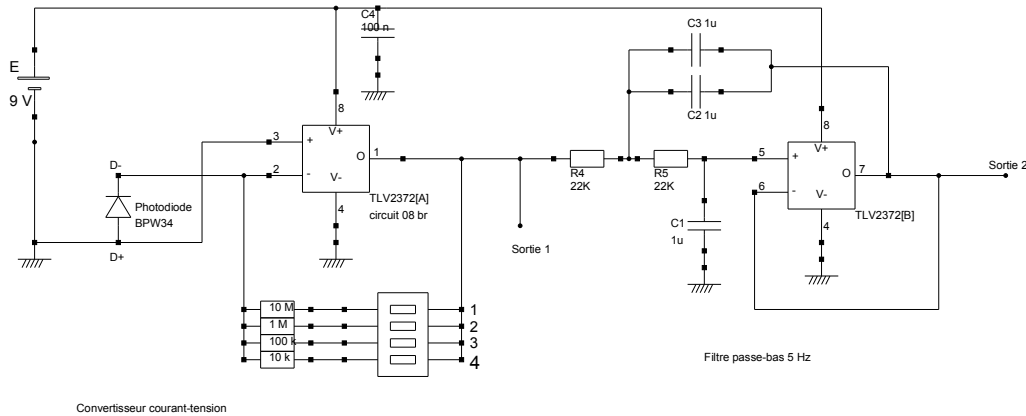 C4
100 n
C3 1u
E
9 V
8
V+
3
+
O
1
2
-
V-
4
TLV2372[A]
circuit 08 br
D-
Photodiode
BPW34
D+
R4
22K
R5
22K
C2 1u
C1
1u
Sortie 1
8
V+
5
+
O
7
6
-
V-
4
TLV2372[B]
Sortie 2
10 M
1
1 M
2
100 k
3
10 k
4
Filtre passe-bas 5 Hz
Convertisseur courant-tension